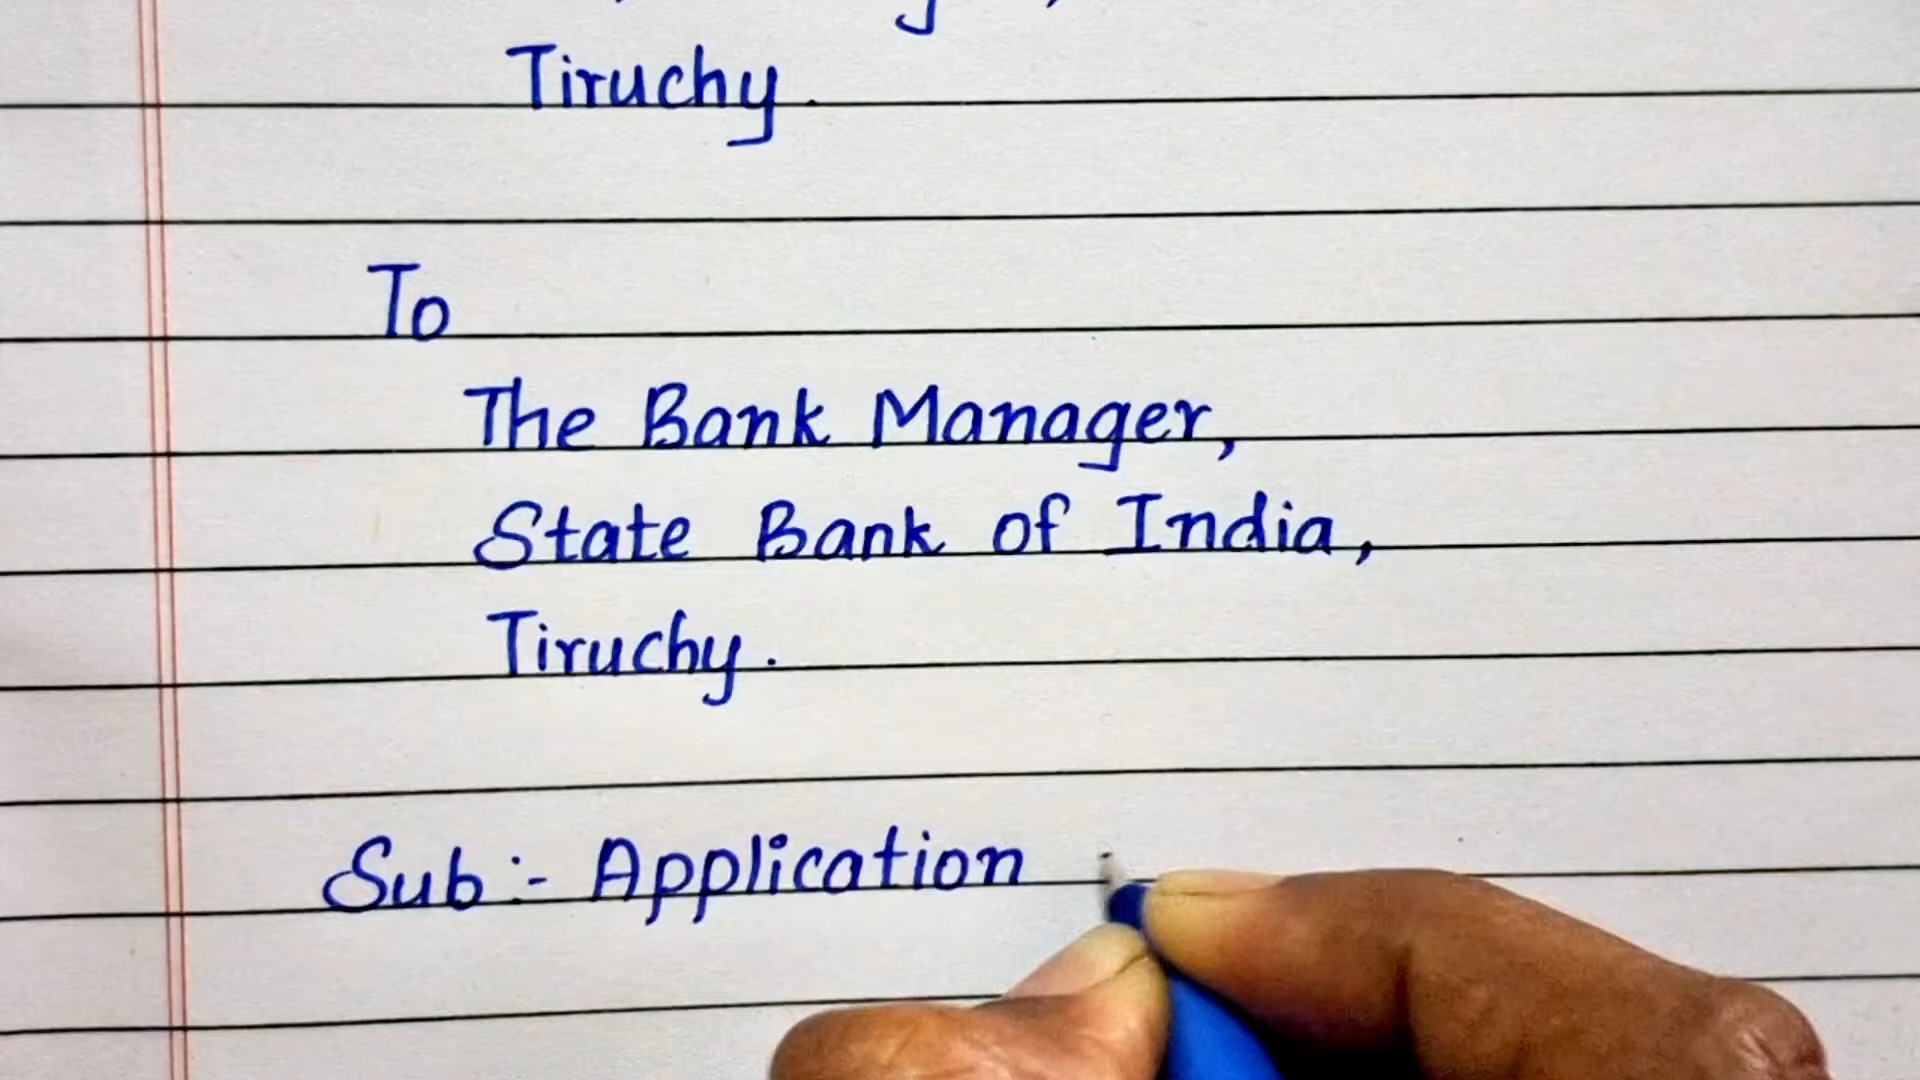 Tiruchy.
To
The Bank Manager,
State Bank of India,
Tiruchy.
Sub:- Application